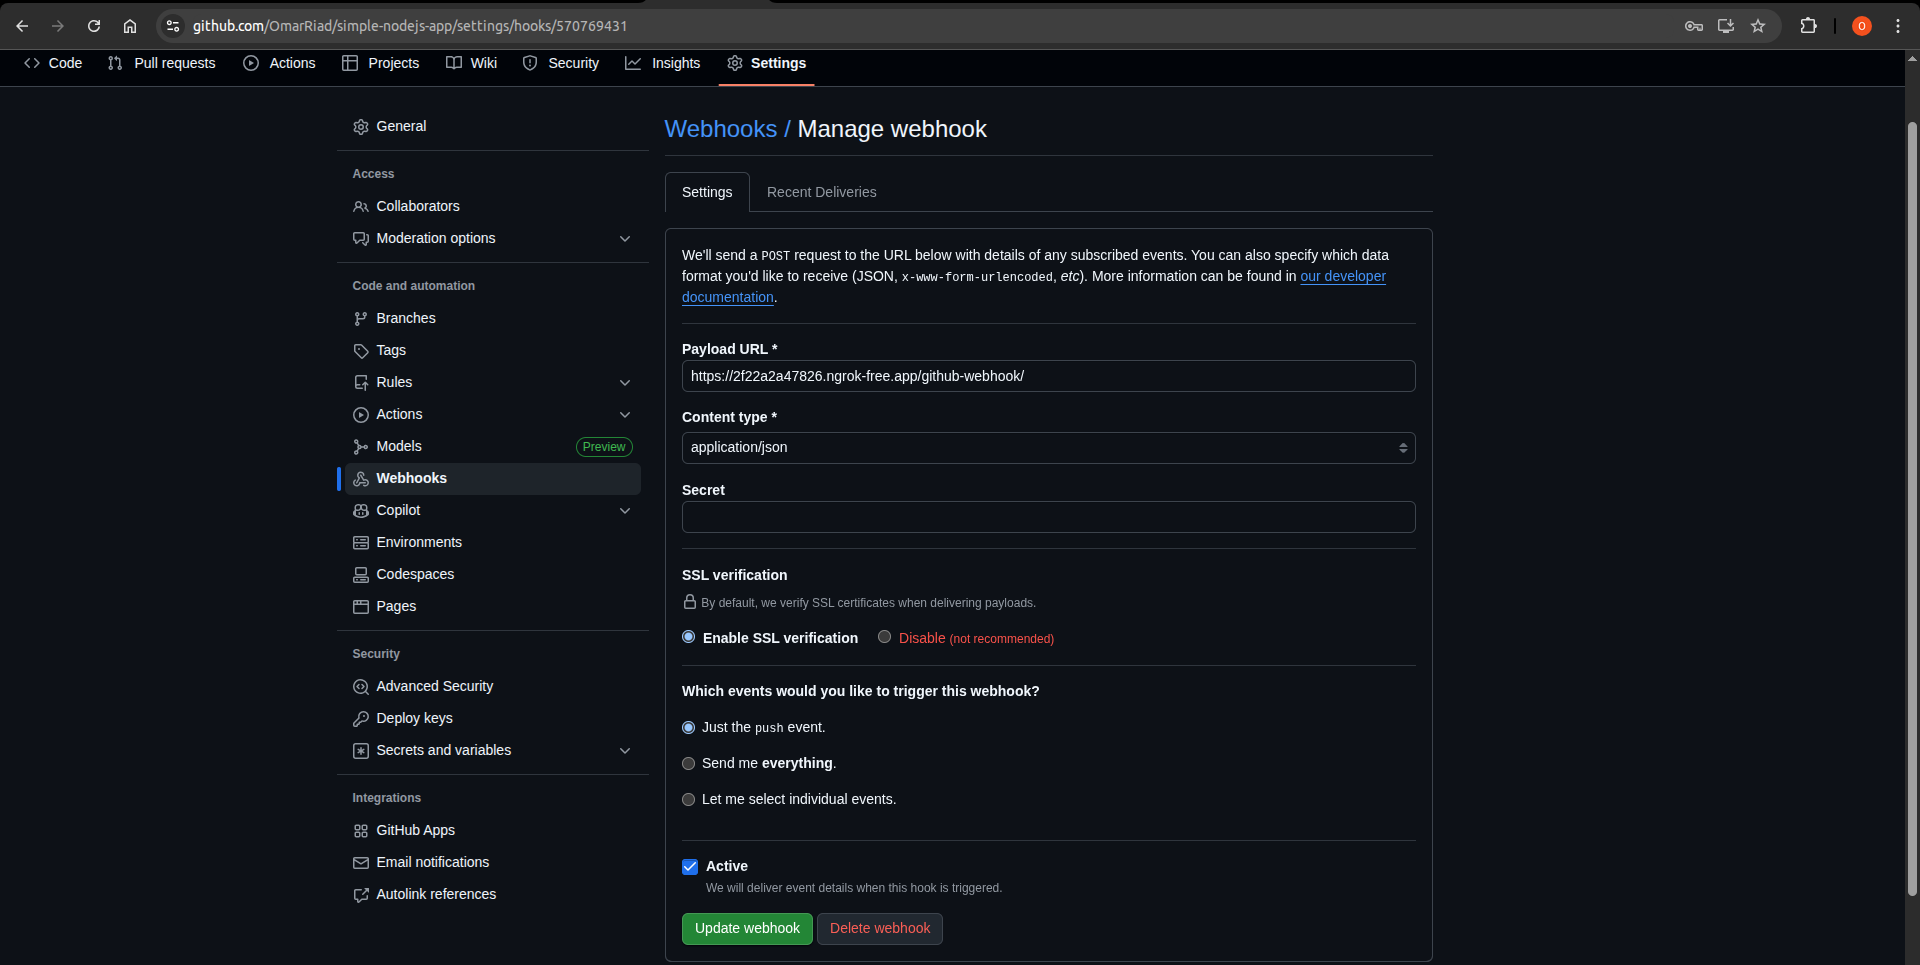 github.com/OmarRiad/simple-nodejs-app/settings/hooks/570769431
O
Code Pull requests Actions Projects Wiki Security Insights Settings
General
Access
Collaborators
Moderation options
Code and automation
Branches
Tags
Rules
Actions
Models Preview
Webhooks
Copilot
Environments
Codespaces
Pages
Security
Advanced Security
Deploy keys
Secrets and variables
Integrations
GitHub Apps
Email notifications
Autolink references
Webhooks / Manage webhook
Settings Recent Deliveries
We'll send a POST request to the URL below with details of any subscribed events. You can also specify which data
format you'd like to receive (JSON, x-www-form-urlencoded, etc). More information can be found in our developer
documentation.
Payload URL *
https://2f22a2a47826.ngrok-free.app/github-webhook/
Content type *
application/json
Secret
SSL verification
By default, we verify SSL certificates when delivering payloads.
Enable SSL verification Disable (not recommended)
Which events would you like to trigger this webhook?
Just the push event.
Send me everything.
Let me select individual events.
Active
We will deliver event details when this hook is triggered.
Update webhook Delete webhook